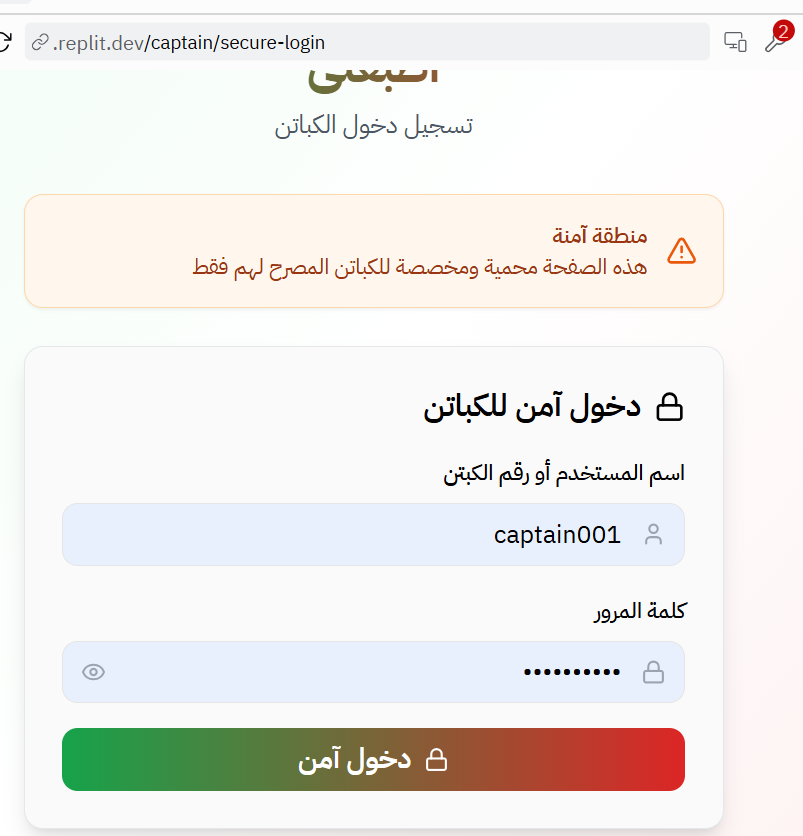 .replit.dev/captain/secure-login
2
تسجيل دخول الكباتن
منطقة آمنة
هذه الصفحة محمية ومخصصة للكباتن المصرح لهم فقط
دخول آمن للكباتن
اسم المستخدم أو رقم الكبتن
captain001
كلمة المرور
••••••••••
دخول آمن